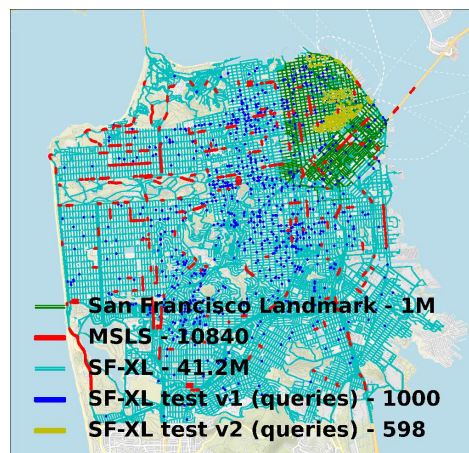 San Francisco Landmark - 1M
MSLS - 10840
SF-XL - 41.2M
SF-XL test v1 (queries) - 1000
SF-XL test v2 (queries) - 598